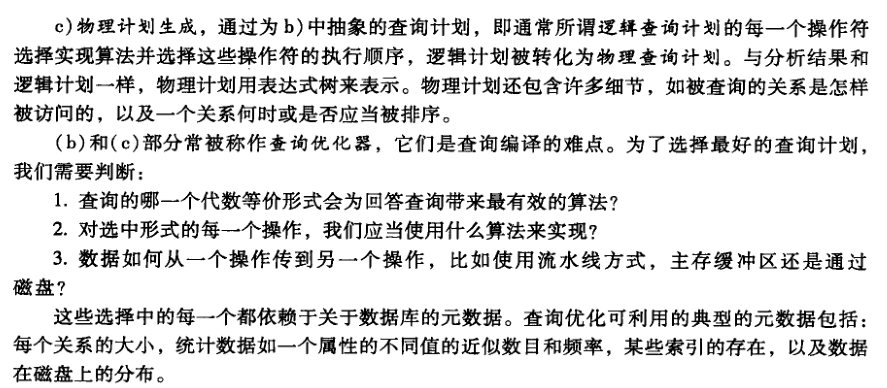 c)物理计划生成，通过为 b)中抽象的查询计划，即通常所谓逻辑查询计划的每一个操作符
选择实现算法并选择这些操作符的执行顺序，逻辑计划被转化为物理查询计划。与分析结果和
逻辑计划一样，物理计划用表达式树来表示。物理计划还包含许多细节，如被查询的关系是怎样
被访问的，以及一个关系何时或是否应当被排序。
(b)和(c)部分常被称作查询优化器，它们是查询编译的难点。为了选择最好的查询计划，
我们需要判断：
1. 查询的哪一个代数等价形式会为回答查询带来最有效的算法？
2. 对选中形式的每一个操作，我们应当使用什么算法来实现？
3. 数据如何从一个操作传到另一个操作，比如使用流水线方式，主存缓冲区还是通过
磁盘？
这些选择中的每一个都依赖于关于数据库的元数据。查询优化可利用的典型的元数据包括：
每个关系的大小，统计数据如一个属性的不同值的近似数目和频率，某些索引的存在，以及数据
在磁盘上的分布。